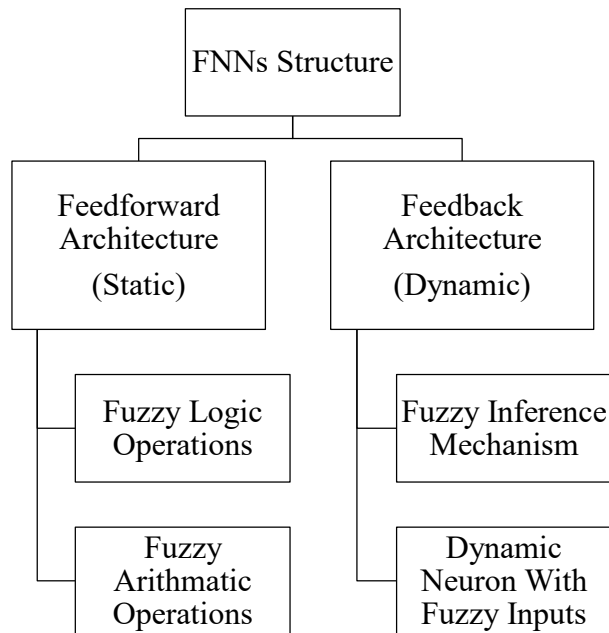 FNNs Structure
Feedforward
Architecture
(Static)
Feedback
Architecture
(Dynamic)
Fuzzy Logic
Operations
Fuzzy Inference
Mechanism
Fuzzy
Arithmatic
Operations
Dynamic
Neuron With
Fuzzy Inputs